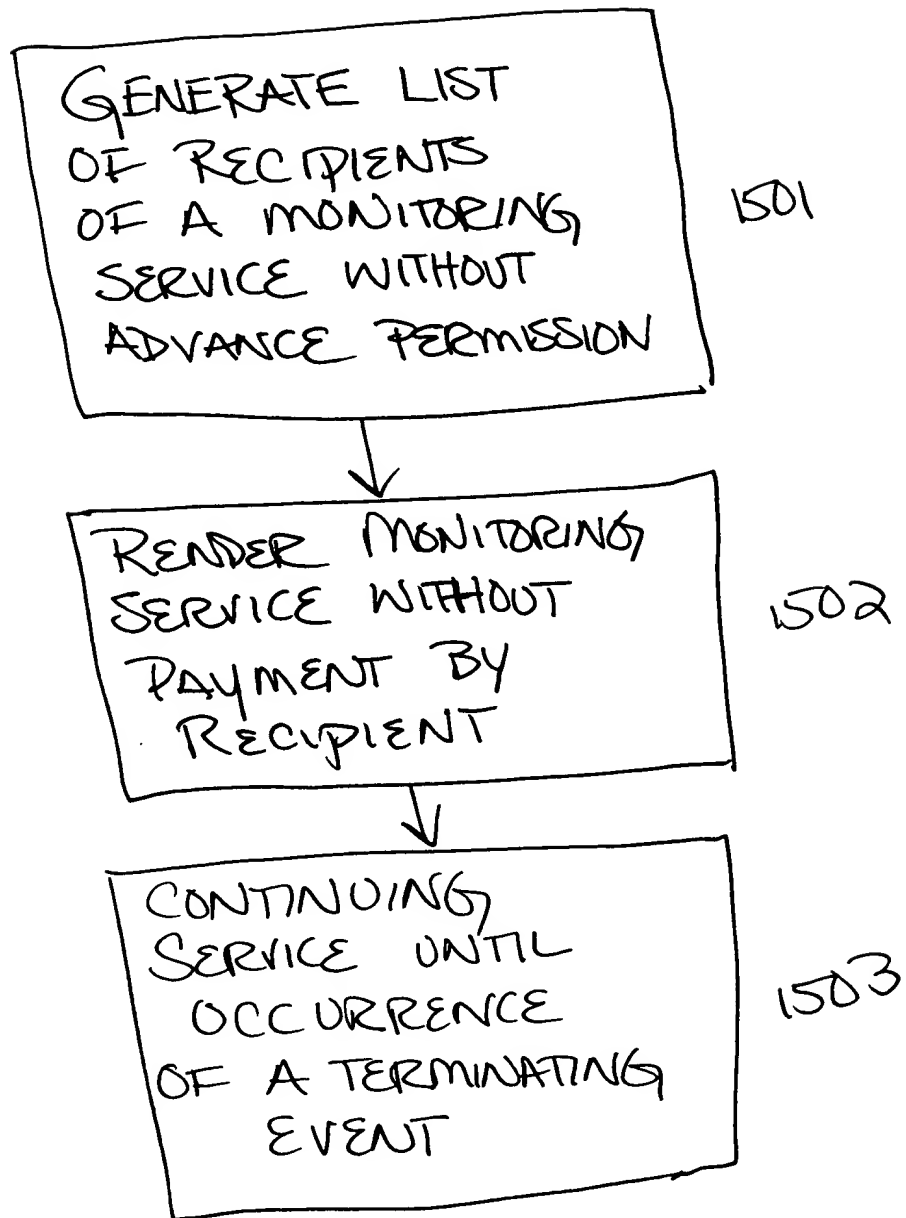 GENERATE LIST
OF RECIPIENTS
OF A MONITORING
SERVICE WITHOUT
ADVANCE PERMISSION
1501
RENDER MONITORING
SERVICE WITHOUT
PAYMENT BY
RECIPIENT
1502
CONTINUING
SERVICE UNTIL
OCCURRENCE
OF A TERMINATING
EVENT
1503